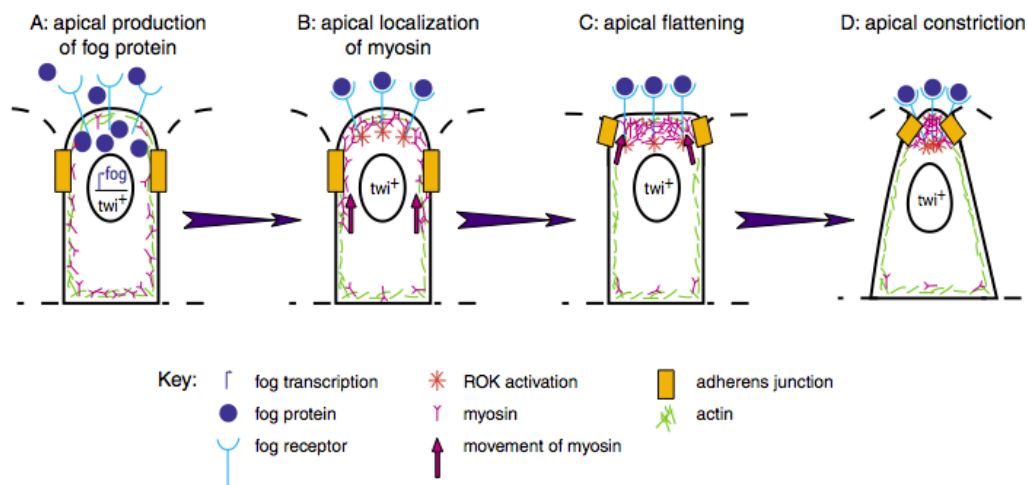 A: apical production
of fog protein
B: apical localization
of myosin
C: apical flattening
D: apical constriction
fog
twi+
twi+
twi+
twi+
Key:
fog transcription
ROK activation
adherens junction
fog protein
myosin
actin
fog receptor
movement of myosin